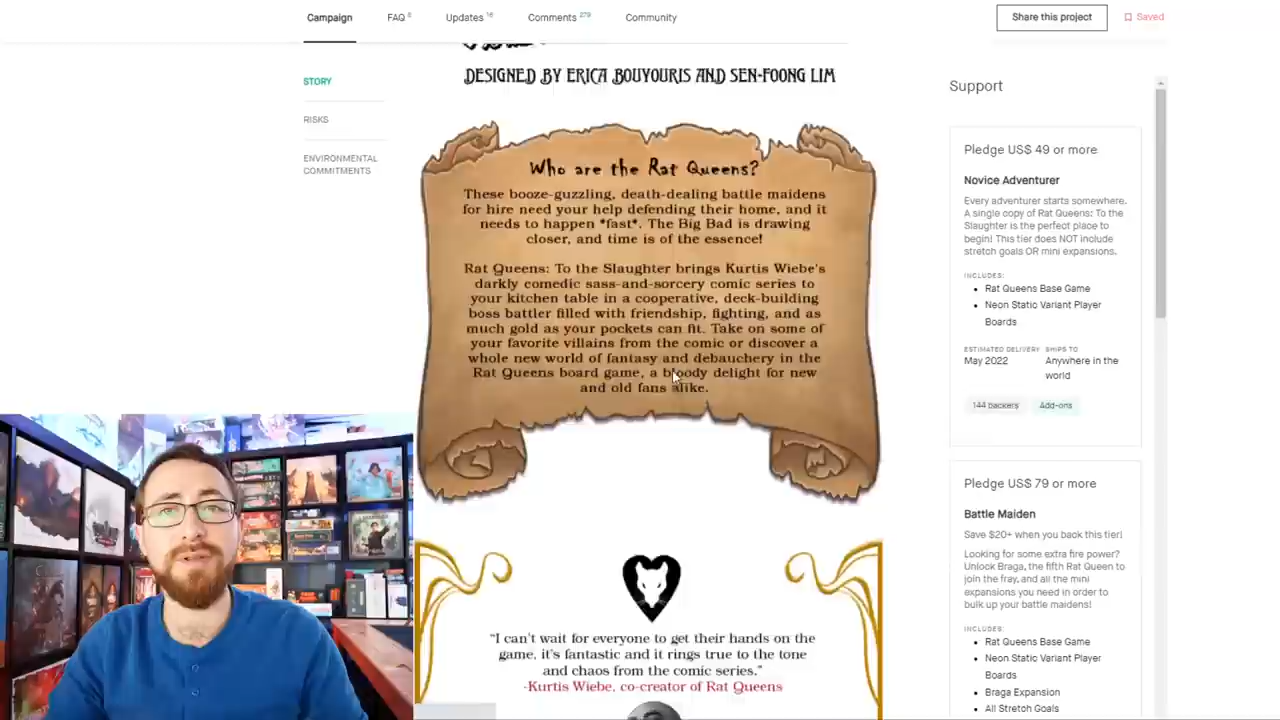 Campaign
FAQ 8
Updates 16
Comments 279
Community
Share this project
Saved
STORY
RISKS
ENVIRONMENTAL
COMMITMENTS
DESIGNED BY ERICA BOUYOURIS AND SEN-FOONG LIM
Who are the Rat Queens?
These booze-guzzling, death-dealing battle maidens
for hire need your help defending their home, and it
needs to happen *fast*. The Big Bad is drawing
closer, and time is of the essence!
Rat Queens: To the Slaughter brings Kurtis Wiebe's
darkly comedic sass-and-sorcery comic series to
your kitchen table in a cooperative, deck-building
boss battler filled with friendship, fighting, and as
much gold as your pockets can fit. Take on some of
your favorite villains from the comic or discover a
whole new world of fantasy and debauchery in the
Rat Queens board game, a bloody delight for new
and old fans alike.
"I can't wait for everyone to get their hands on the
game, it's fantastic and it rings true to the tone
and chaos from the comic series."
-Kurtis Wiebe, co-creator of Rat Queens
Support
Pledge US$ 49 or more
Novice Adventurer
Every adventurer starts somewhere.
A single copy of Rat Queens: To the
Slaughter is the perfect place to
begin! This tier does NOT include
stretch goals OR mini expansions.
INCLUDES:
Rat Queens Base Game
Neon Static Variant Player
Boards
ESTIMATED DELIVERY
May 2022
SHIPS TO
Anywhere in the
world
144 backers
Add-ons
Pledge US$ 79 or more
Battle Maiden
Save $20+ when you back this tier!
Looking for some extra fire power?
Unlock Braga, the fifth Rat Queen to
join the fray, and all the mini
expansions you need in order to
bulk up your battle maidens!
INCLUDES:
Rat Queens Base Game
Neon Static Variant Player
Boards
Braga Expansion
All Stretch Goals